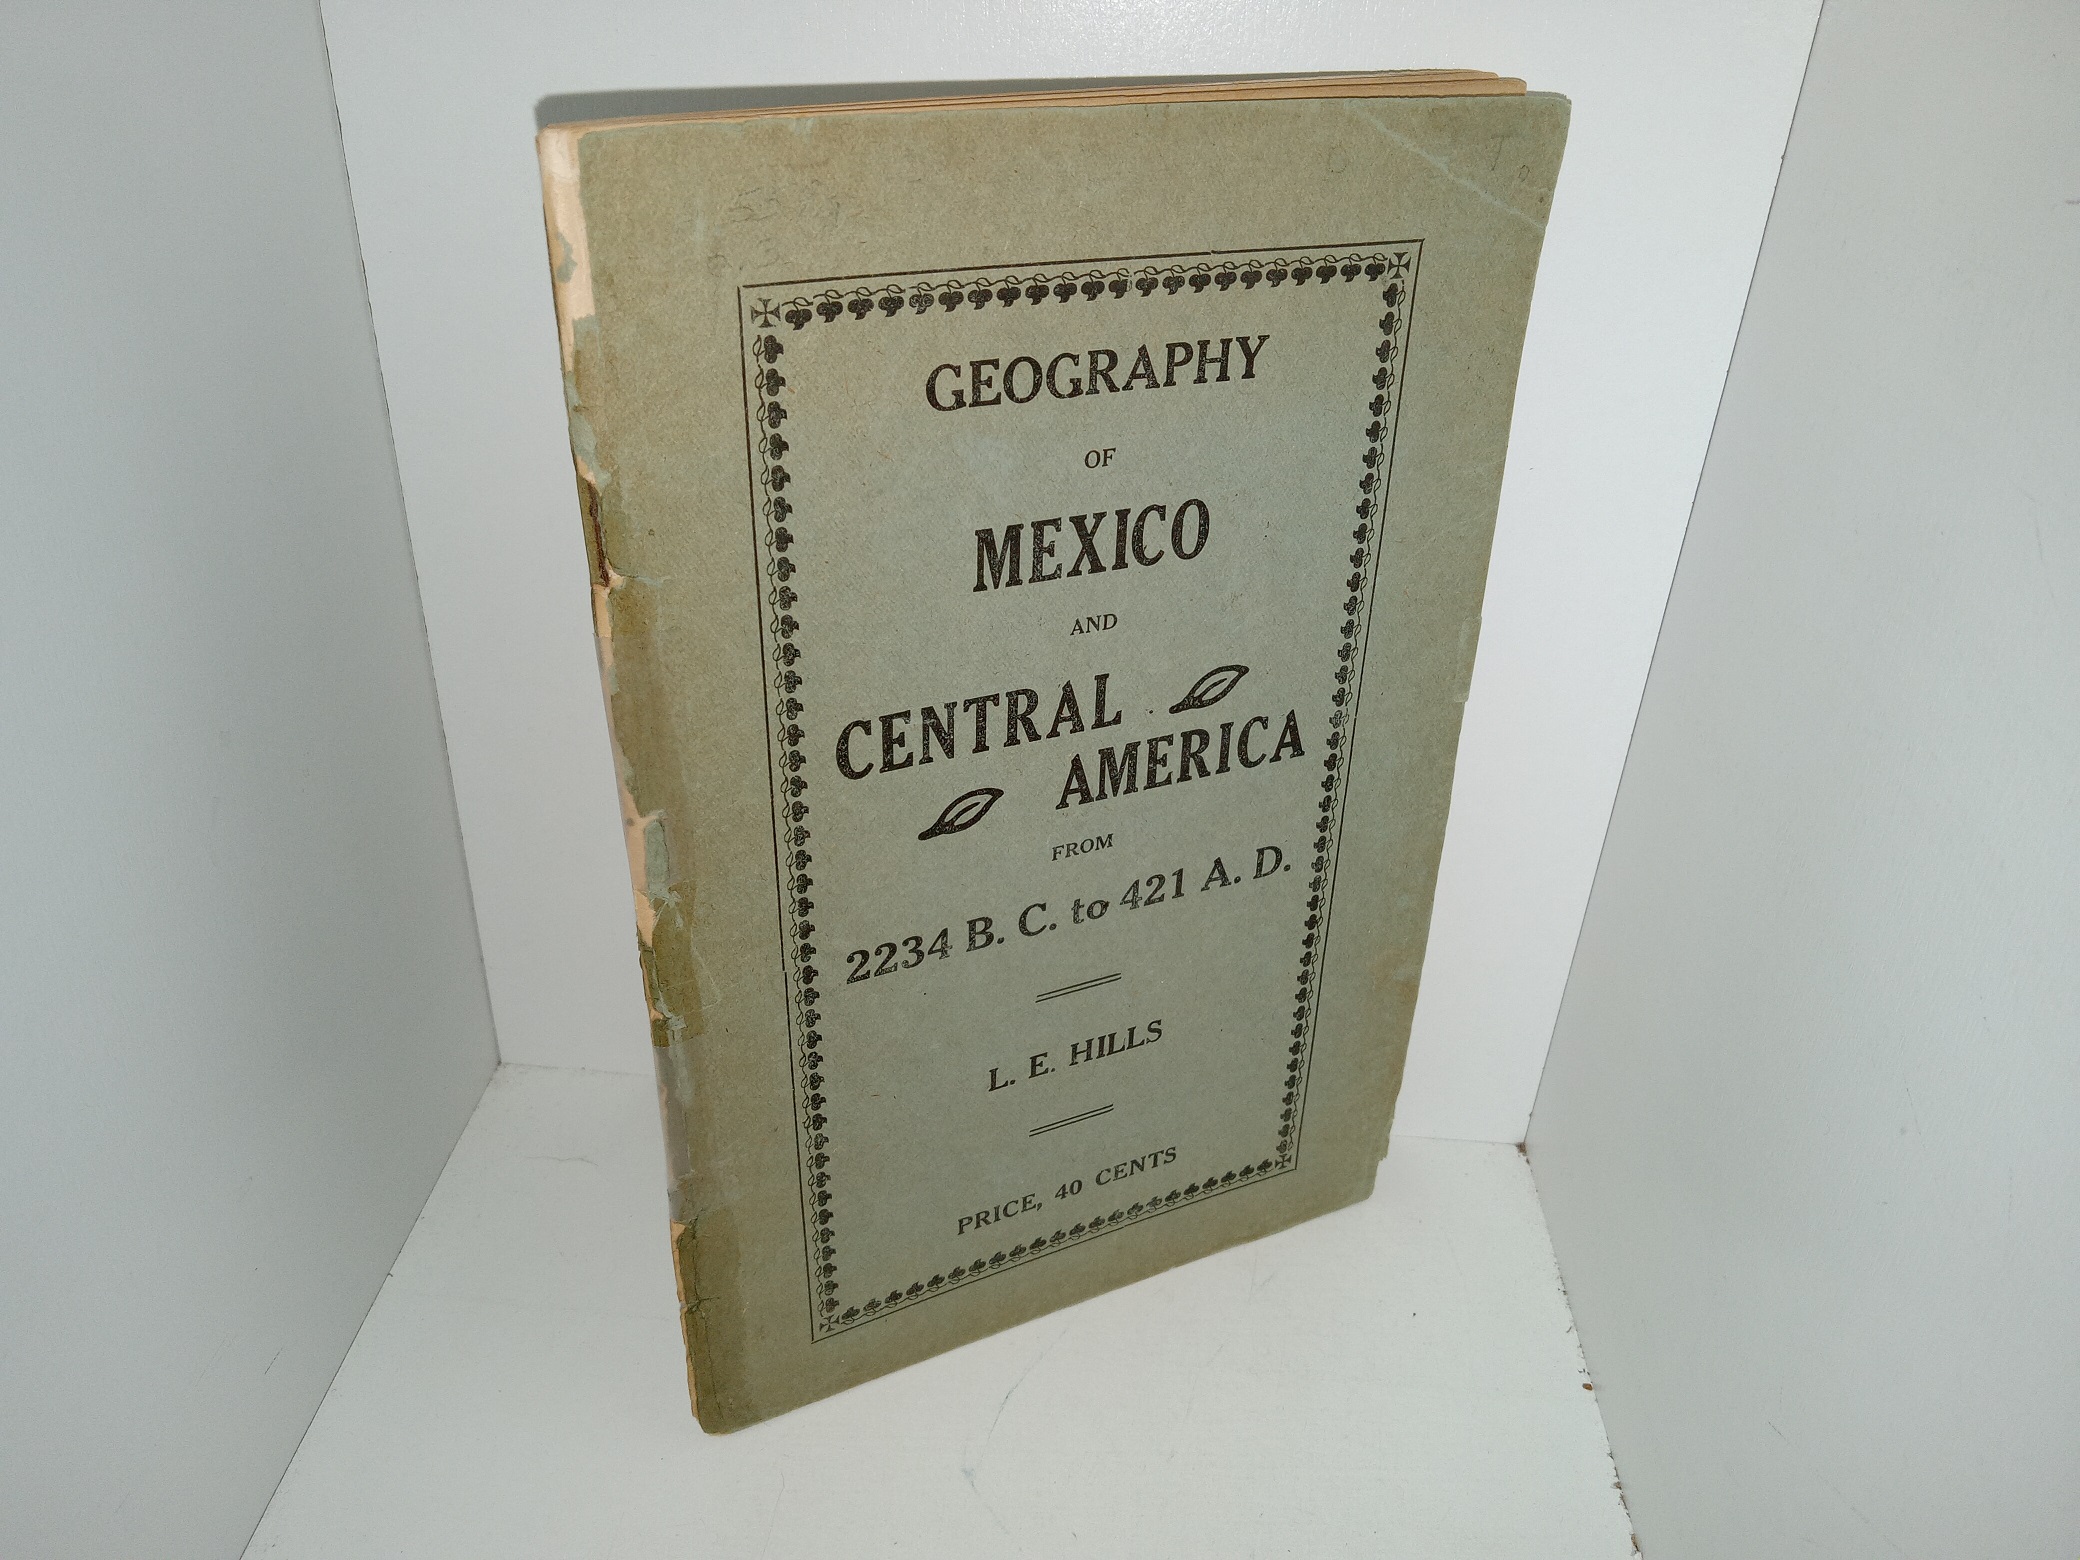 GEOGRAPHY
OF
MEXICO
AND
CENTRAL
AMERICA
FROM
2234 B. C. to 421 A. D.
L. E. HILLS
PRICE, 40 CENTS